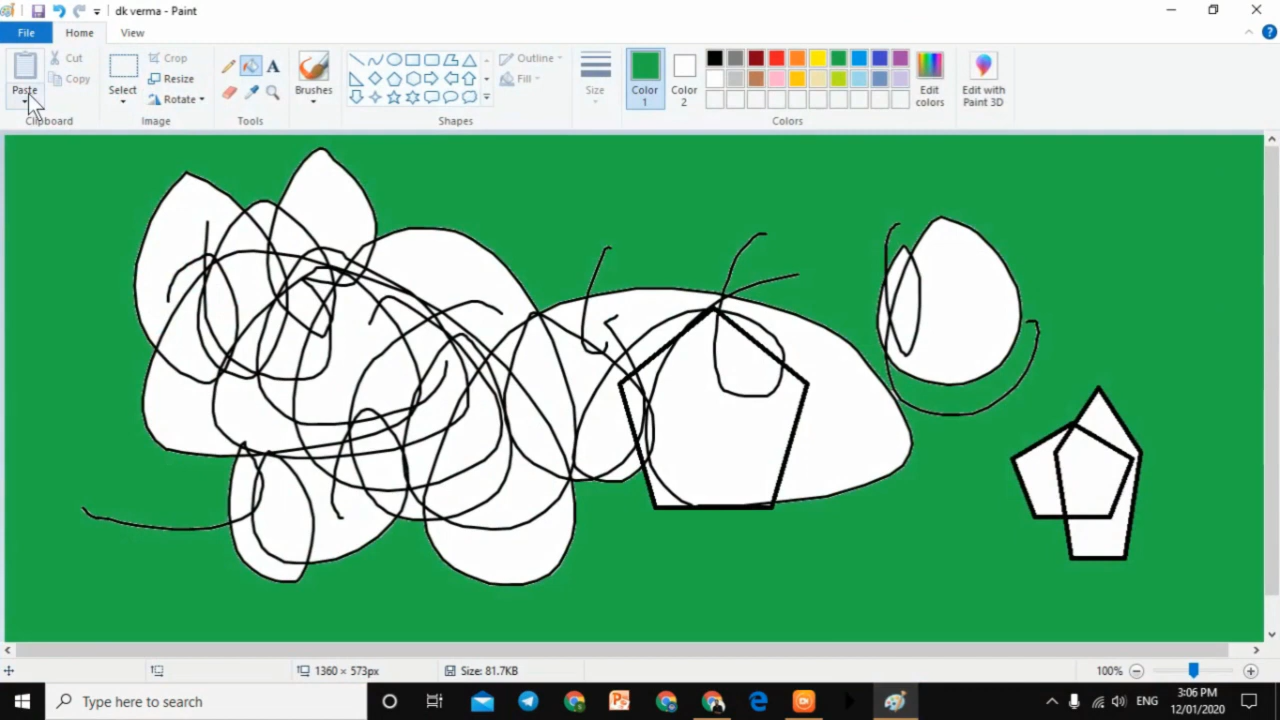 dk verma - Paint
File Home View
Paste Cut Copy Clipboard
Select Crop Resize Rotate Image
Tools
Brushes
Outline Fill Shapes
Size
Color 1 Color 2 Edit colors Colors
Edit with Paint 3D
1360 × 573px Size: 81.7KB 100%
Type here to search
ENG 3:06 PM
12/01/2020